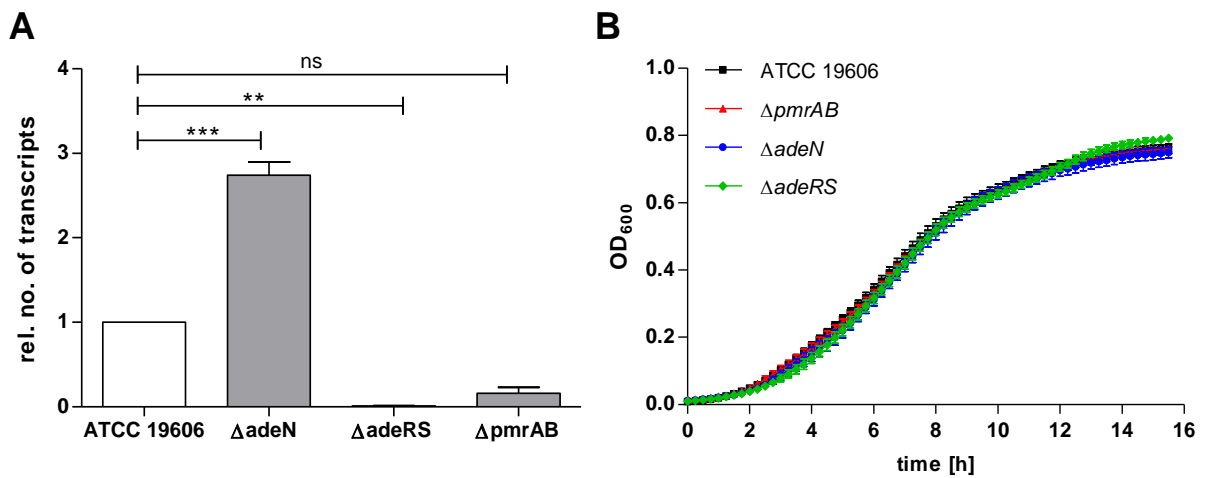 A
ns
**
***
rel. no. of transcripts
4
3
2
1
0
ATCC 19606
ΔadeN
ΔadeRS
ΔpmrAB
B
ATCC 19606
ΔpmrAB
ΔadeN
ΔadeRS
OD600
1.0
0.8
0.6
0.4
0.2
0.0
0 2 4 6 8 10 12 14 16
time [h]